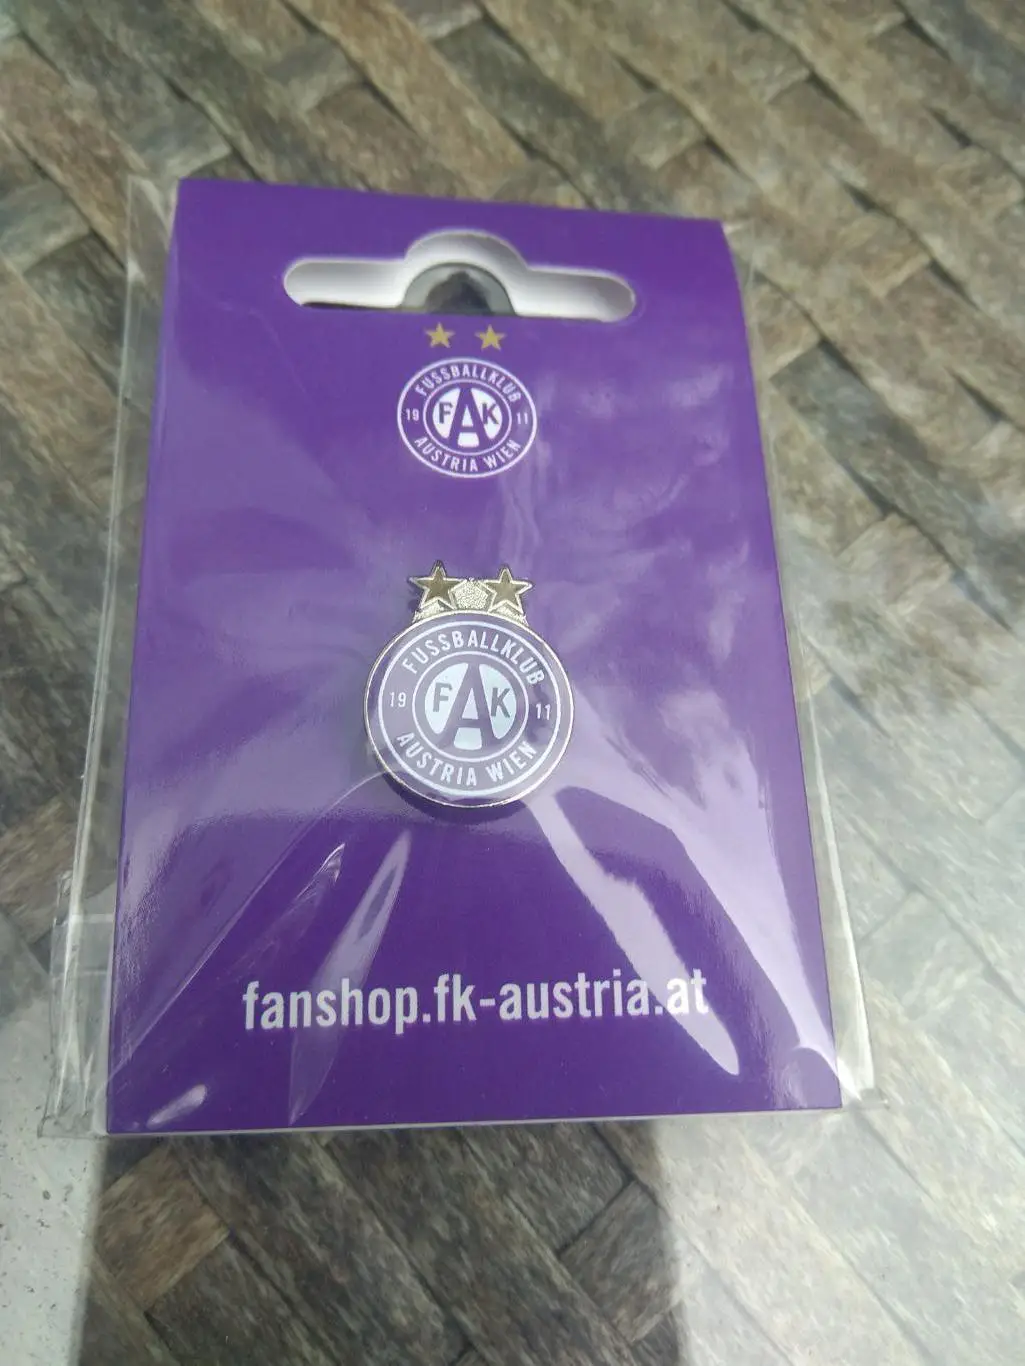 FUSSBALLKLUB
19 FAK 11
AUSTRIA WIEN
FUSSBALLKLUB
19 FAK 11
AUSTRIA WIEN
fanshop.fk-austria.at